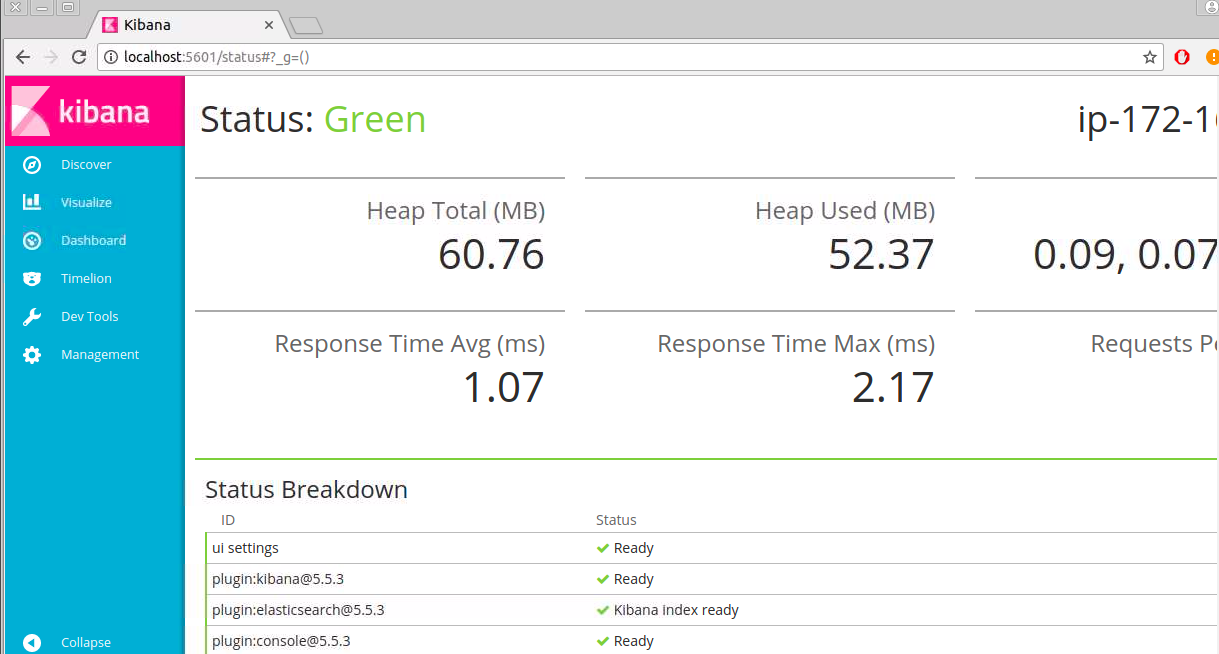 Kibana
localhost:5601/status#?_g=()
kibana
Discover
Visualize
Dashboard
Timelion
Dev Tools
Management
Collapse
Status: Green
ip-172-1
Heap Total (MB)
60.76
Heap Used (MB)
52.37
0.09, 0.07
Response Time Avg (ms)
1.07
Response Time Max (ms)
2.17
Requests
Status Breakdown
ID Status
ui settings Ready
plugin:kibana@5.5.3 Ready
plugin:elasticsearch@5.5.3 Kibana index ready
plugin:console@5.5.3 Ready